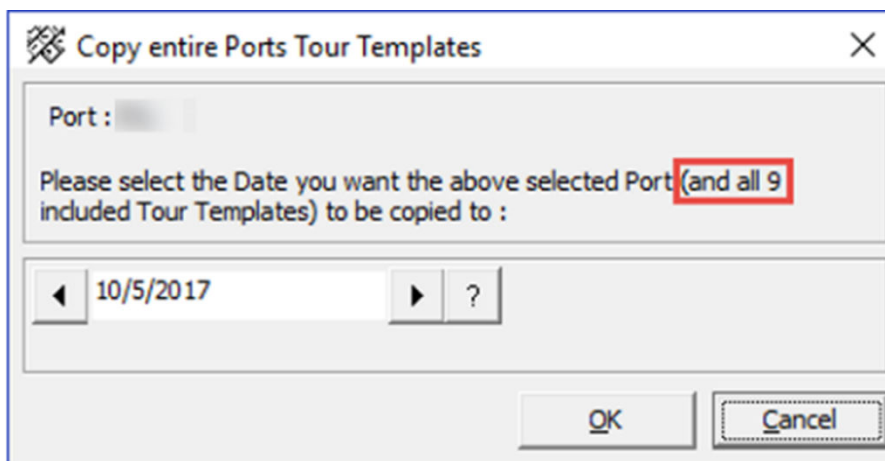 Copy entire Ports Tour Templates
Port :
Please select the Date you want the above selected Port (and all 9
included Tour Templates) to be copied to :
10/5/2017
?
OK
Cancel